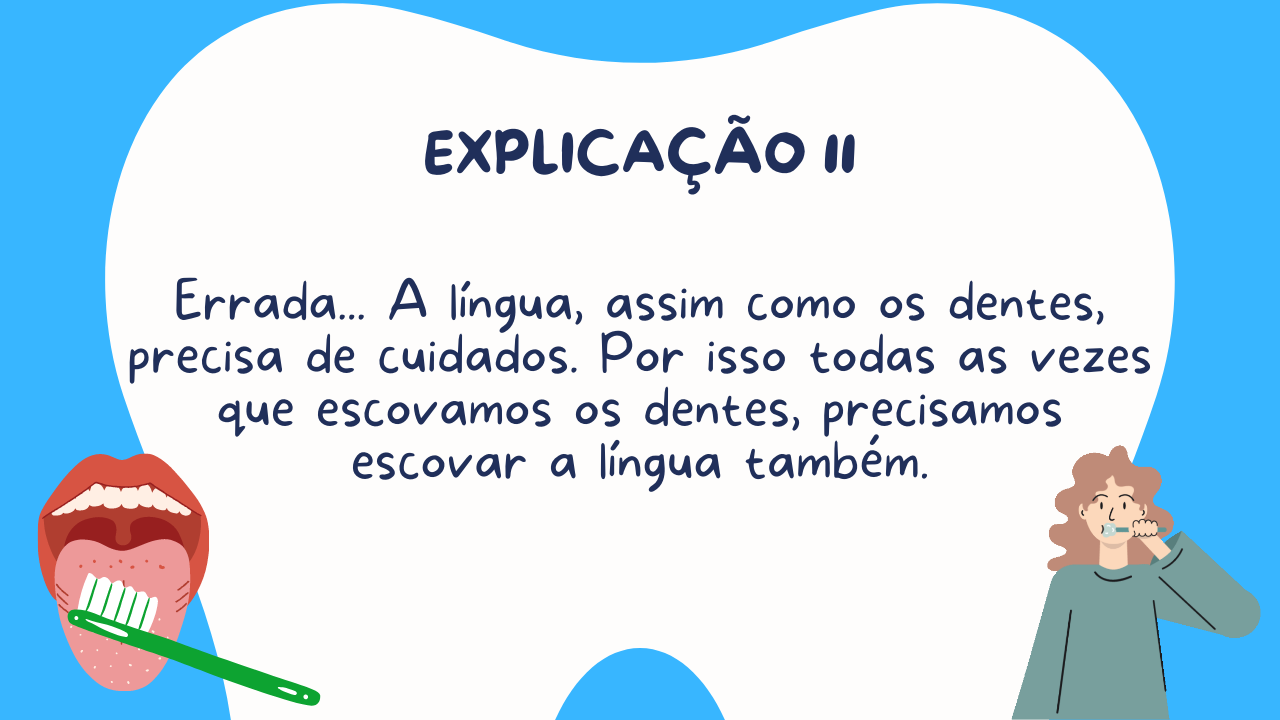 EXPLICAÇÃO II
Errada... A língua, assim como os dentes,
precisa de cuidados. Por isso todas as vezes
que escovamos os dentes, precisamos
escovar a língua também.